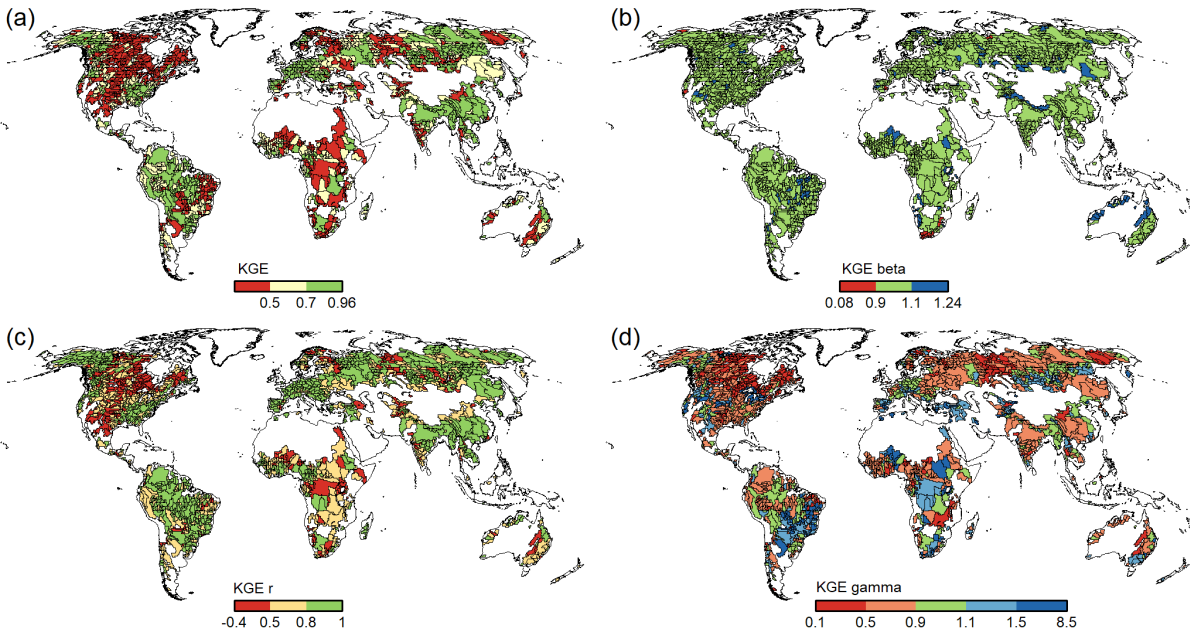 (a)
(b)
KGE
0.5 0.7 0.96
KGE beta
0.08 0.9 1.1 1.24
(c)
(d)
KGE r
-0.4 0.5 0.8 1
KGE gamma
0.1 0.5 0.9 1.1 1.5 8.5